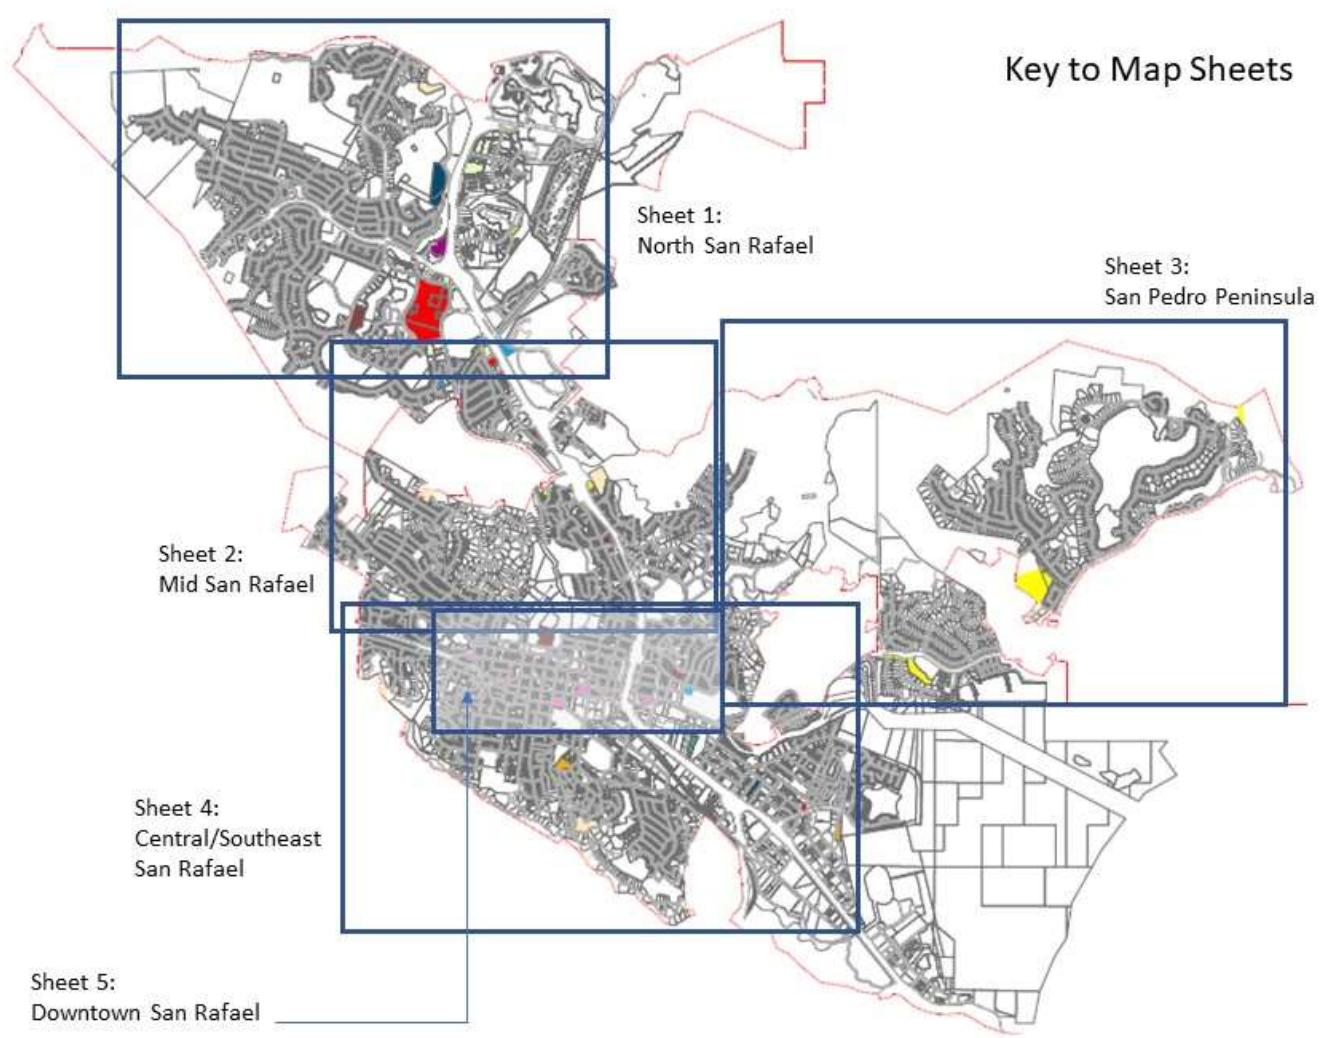 Key to Map Sheets
Sheet 1:
North San Rafael
Sheet 3:
San Pedro Peninsula
Sheet 2:
Mid San Rafael
Sheet 4:
Central/Southeast
San Rafael
Sheet 5:
Downtown San Rafael